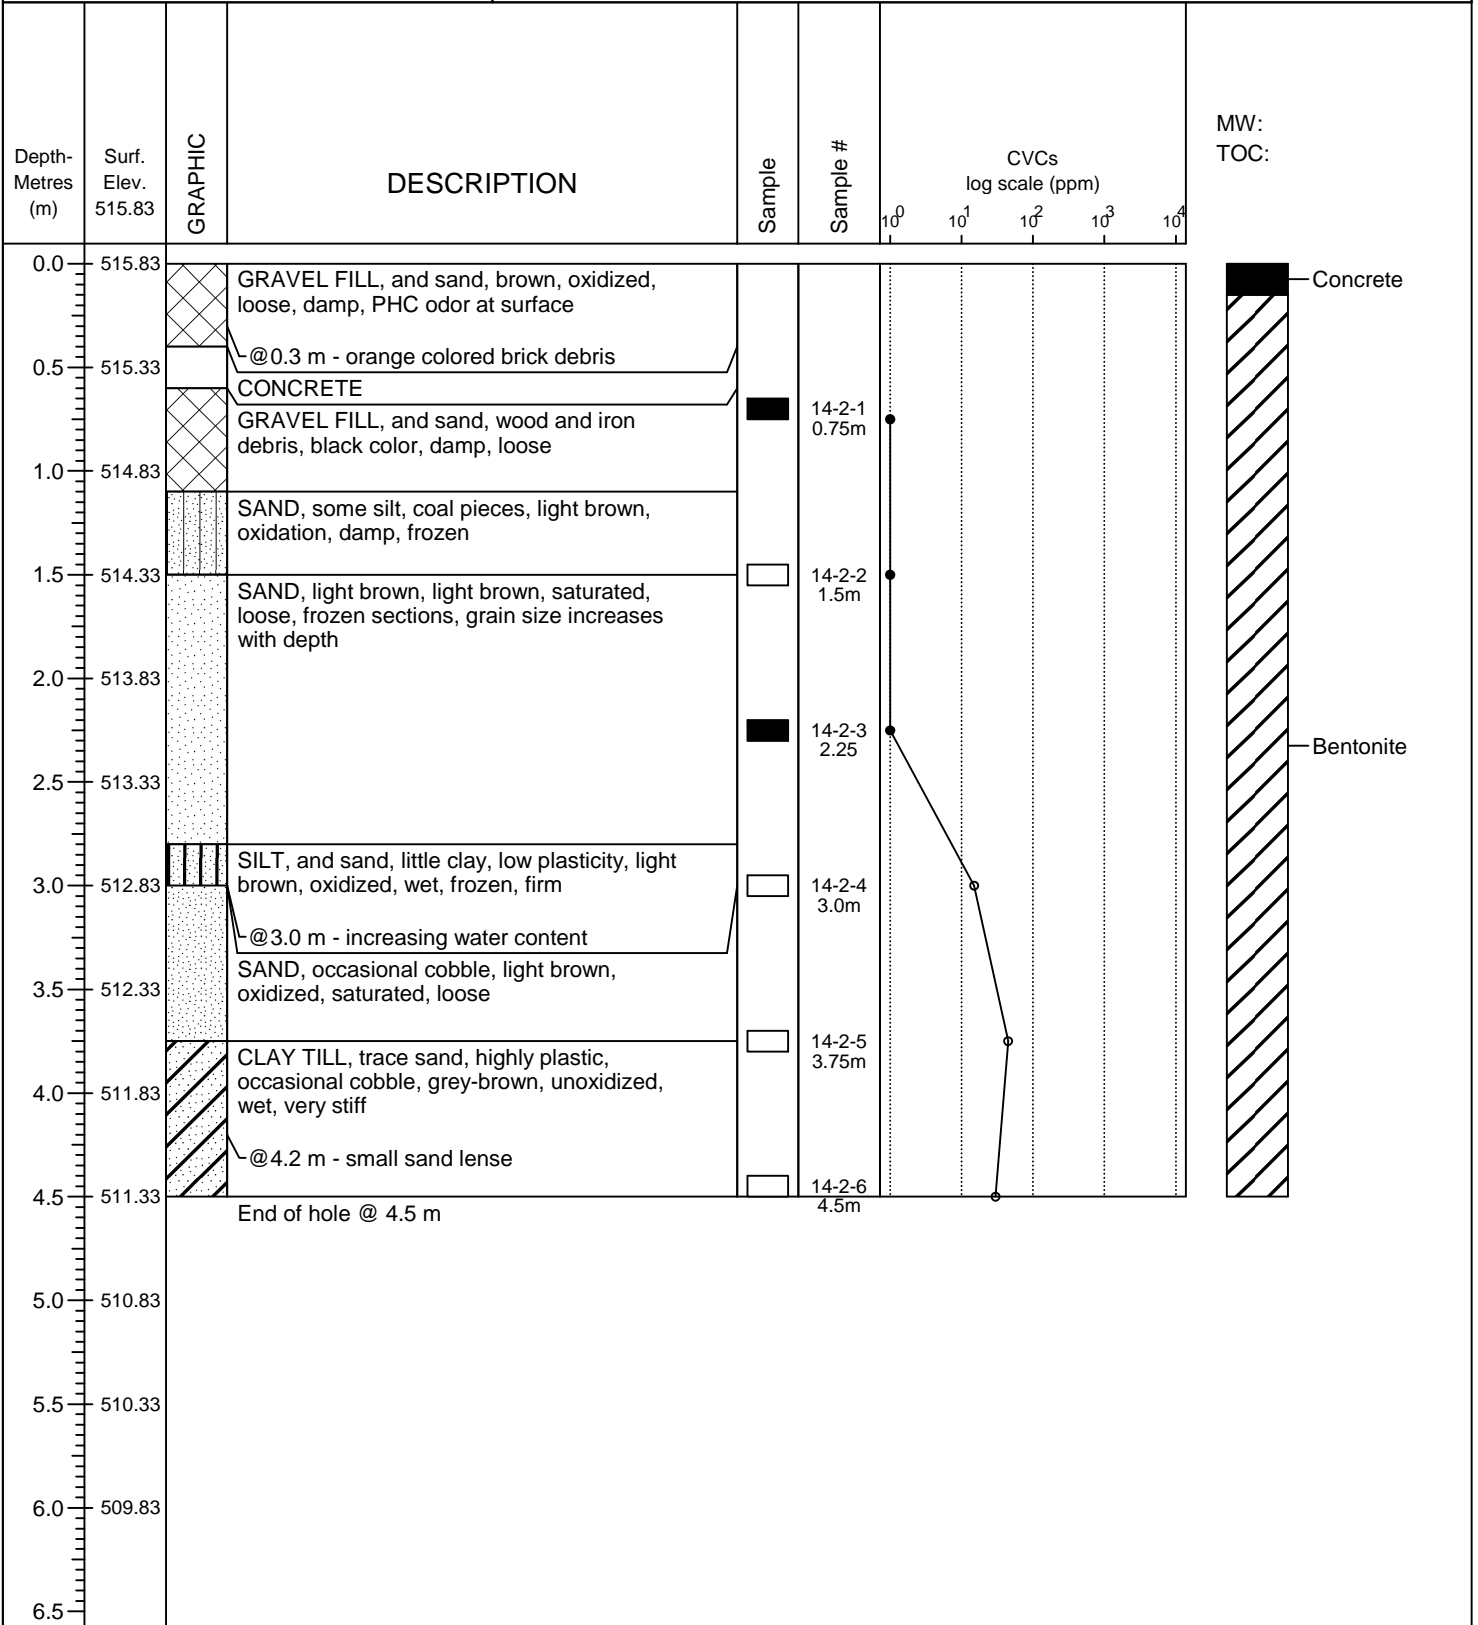 Depth-
Metres
(m)
Surf.
Elev.
515.83
GRAPHIC
DESCRIPTION
Sample
Sample #
CVCs
log scale (ppm)
10^0 10^1 10^2 10^3 10^4
MW:
TOC:
0.0 515.83
GRAVEL FILL, and sand, brown, oxidized,
loose, damp, PHC odor at surface
Concrete
@0.3 m - orange colored brick debris
0.5 515.33
CONCRETE
GRAVEL FILL, and sand, wood and iron
debris, black color, damp, loose
14-2-1
0.75m
1.0 514.83
SAND, some silt, coal pieces, light brown,
oxidation, damp, frozen
1.5 514.33
14-2-2
1.5m
SAND, light brown, light brown, saturated,
loose, frozen sections, grain size increases
with depth
2.0 513.83
14-2-3
2.25
Bentonite
2.5 513.33
SILT, and sand, little clay, low plasticity, light
brown, oxidized, wet, frozen, firm
3.0 512.83
14-2-4
3.0m
@3.0 m - increasing water content
SAND, occasional cobble, light brown,
oxidized, saturated, loose
3.5 512.33
14-2-5
3.75m
CLAY TILL, trace sand, highly plastic,
occasional cobble, grey-brown, unoxidized,
wet, very stiff
4.0 511.83
@4.2 m - small sand lense
4.5 511.33
14-2-6
4.5m
End of hole @ 4.5 m
5.0 510.83
5.5 510.33
6.0 509.83
6.5